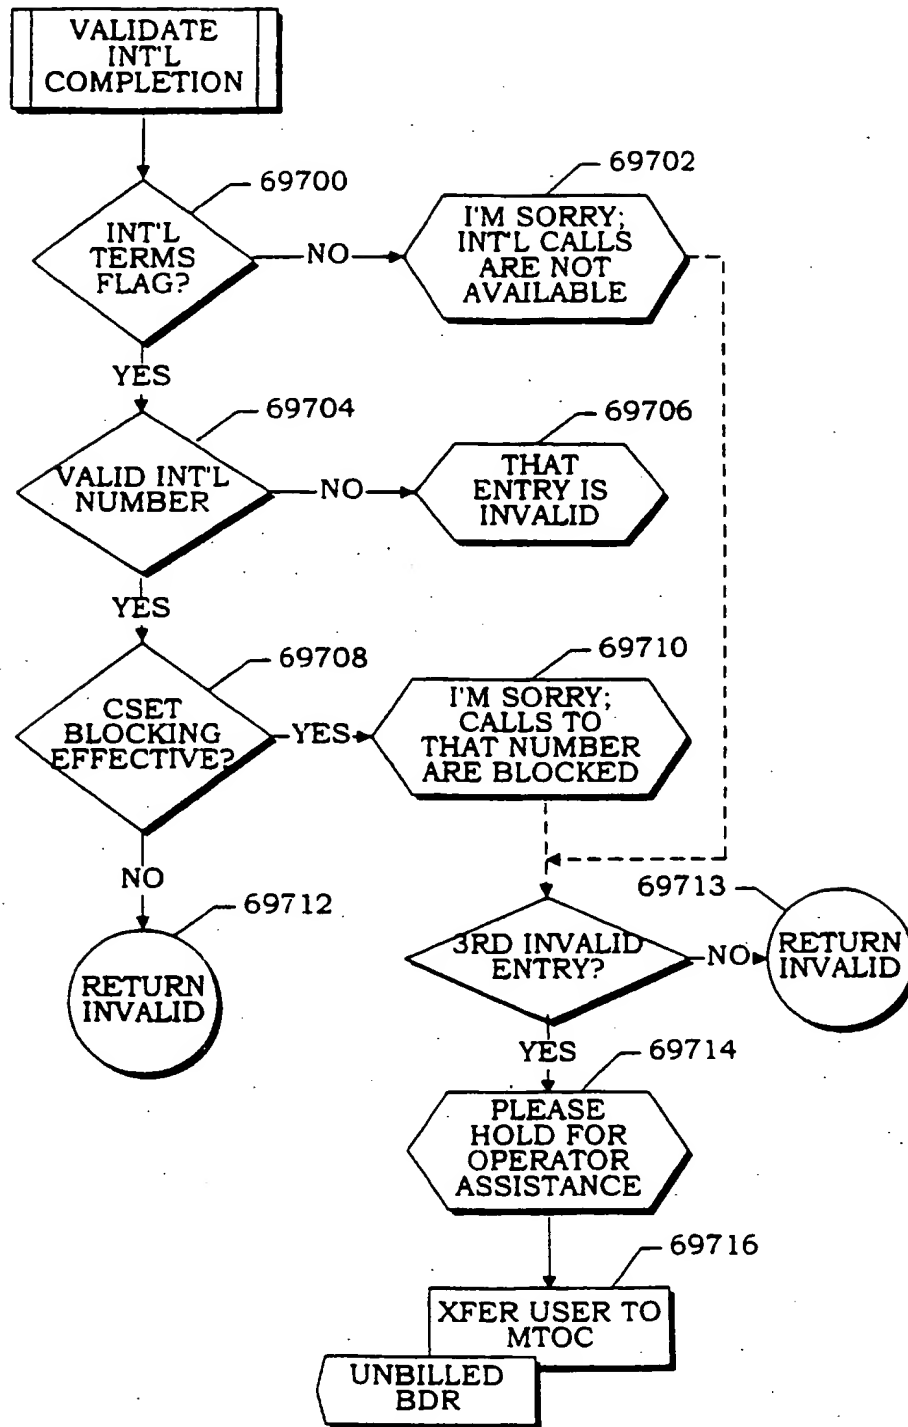 VALIDATE
INT'L
COMPLETION
69700
69702
INT'L
TERMS
FLAG?
NO
I'M SORRY;
INT'L CALLS
ARE NOT
AVAILABLE
YES
69704
69706
VALID INT'L
NUMBER
NO
THAT
ENTRY IS
INVALID
YES
69708
69710
CSET
BLOCKING
EFFECTIVE?
YES
I'M SORRY;
CALLS TO
THAT NUMBER
ARE BLOCKED
NO
69712
69713
RETURN
INVALID
3RD INVALID
ENTRY?
NO
RETURN
INVALID
YES
69714
PLEASE
HOLD FOR
OPERATOR
ASSISTANCE
69716
XFER USER TO
MTOC
UNBILLED
BDR